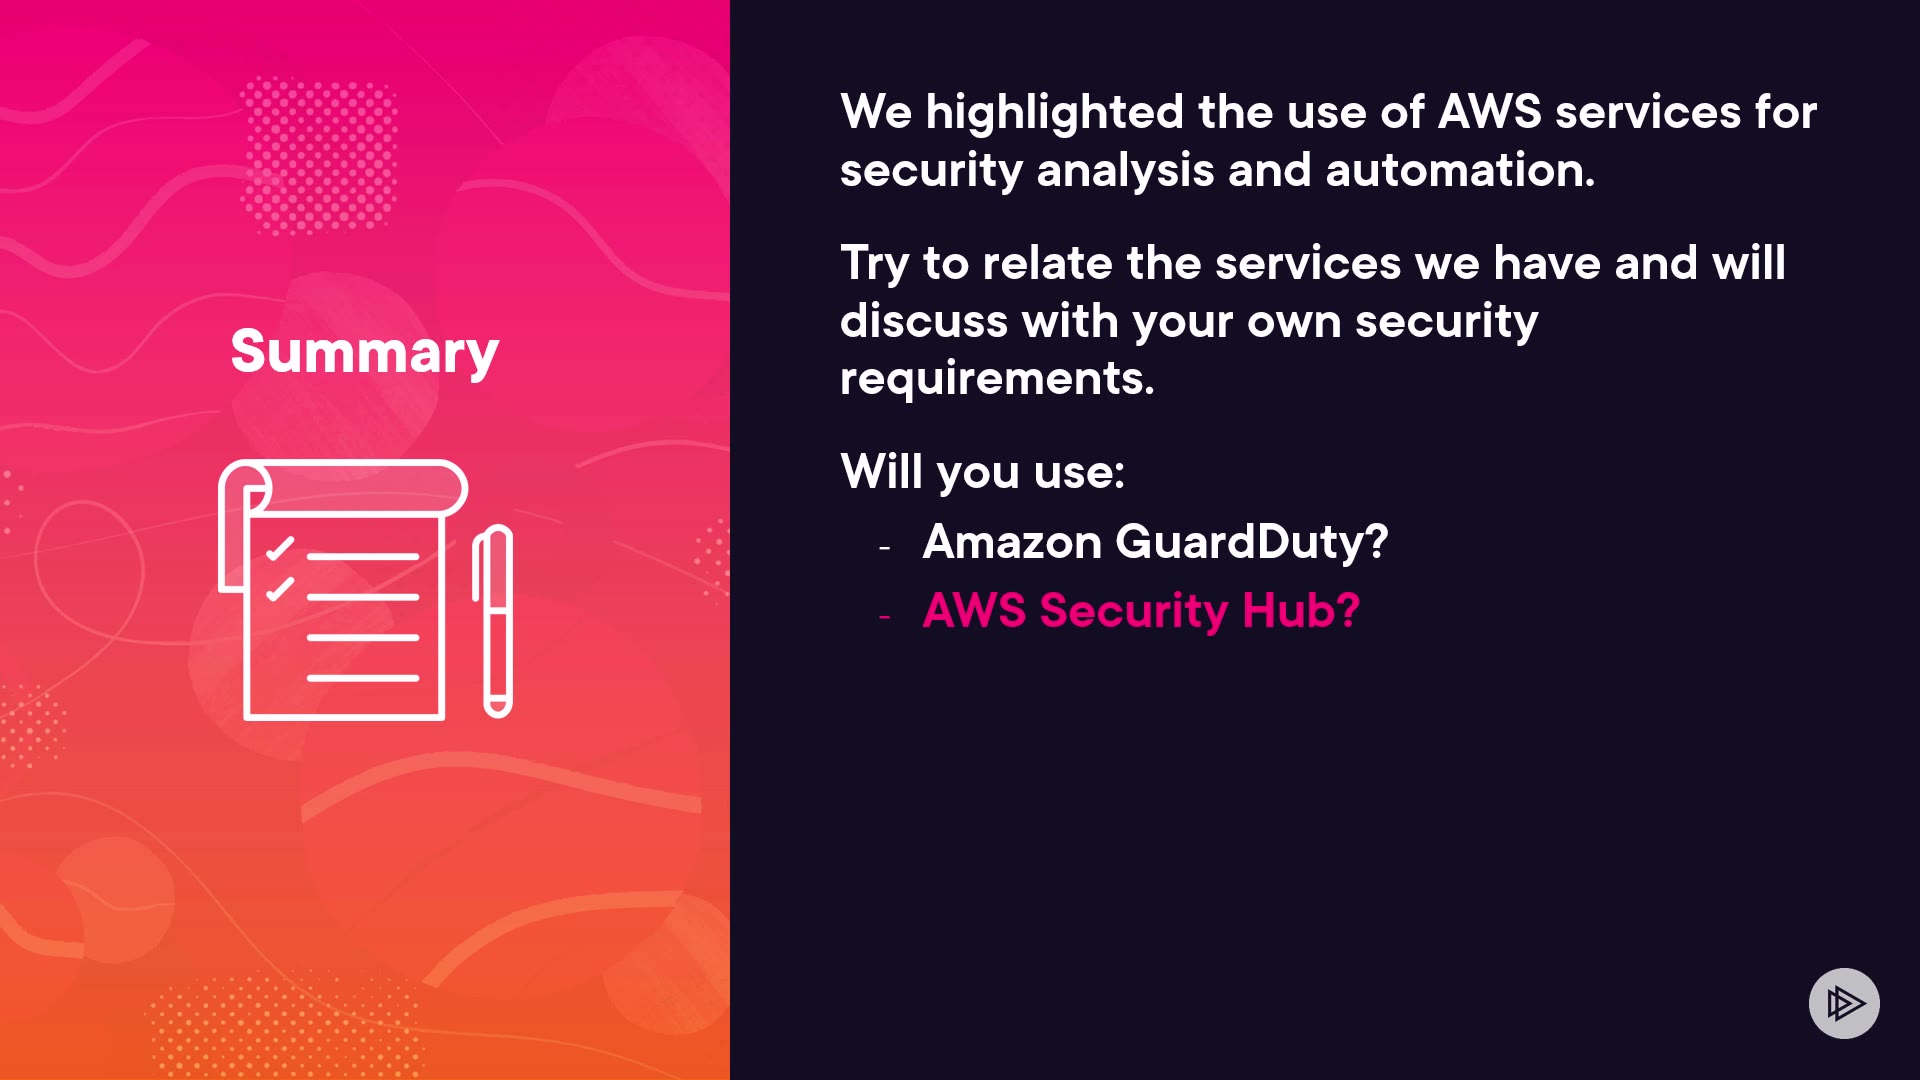 Summary
We highlighted the use of AWS services for
security analysis and automation.
Try to relate the services we have and will
discuss with your own security
requirements.
Will you use:
- Amazon GuardDuty?
- AWS Security Hub?